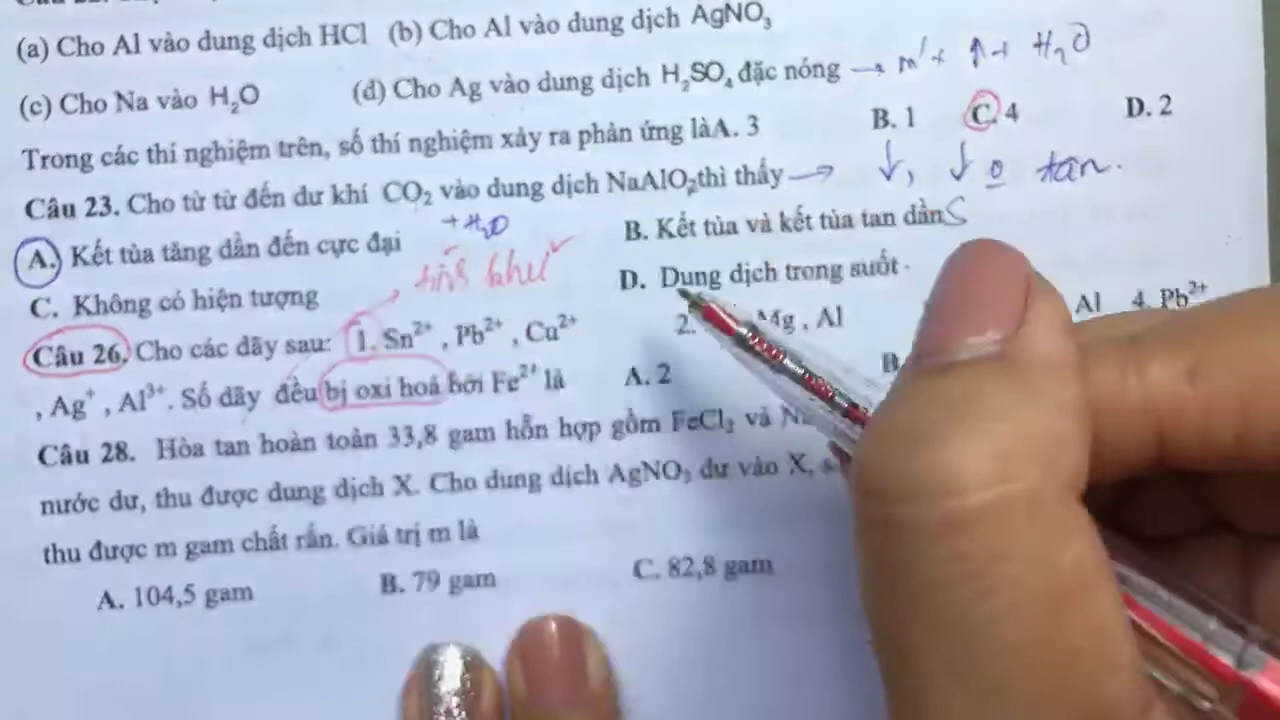 (a) Cho Al vào dung dịch HCl (b) Cho Al vào dung dịch AgNO₃
(c) Cho Na vào H₂O (d) Cho Ag vào dung dịch H₂SO₄ đặc nóng → m' + ↑ + H₂O
Trong các thí nghiệm trên, số thí nghiệm xảy ra phản ứng làA. 3 B. 1 C. 4 D. 2
Câu 23. Cho từ từ đến dư khí CO₂ vào dung dịch NaAlO₂thì thấy → ↓, ↓ o tan.
+ H₂O
A. Kết tủa tăng dần đến cực đại B. Kết tủa và kết tủa tan dần
C. Không có hiện tượng D. Dung dịch trong suốt
khử
Câu 26. Cho các dãy sau: 1. Sn²⁺ , Pb²⁺ , Cu²⁺ 2. Mg , Al Al 4. Pb²⁺
, Ag⁺ , Al³⁺. Số dãy đều bị oxi hoá bởi Fe²⁺ là A. 2 B.
Câu 28. Hòa tan hoàn toàn 33,8 gam hỗn hợp gồm FeCl₂ và
nước dư, thu được dung dịch X. Cho dung dịch AgNO₃ dư vào X,
thu được m gam chất rắn. Giá trị m là
A. 104,5 gam B. 79 gam C. 82,8 gam